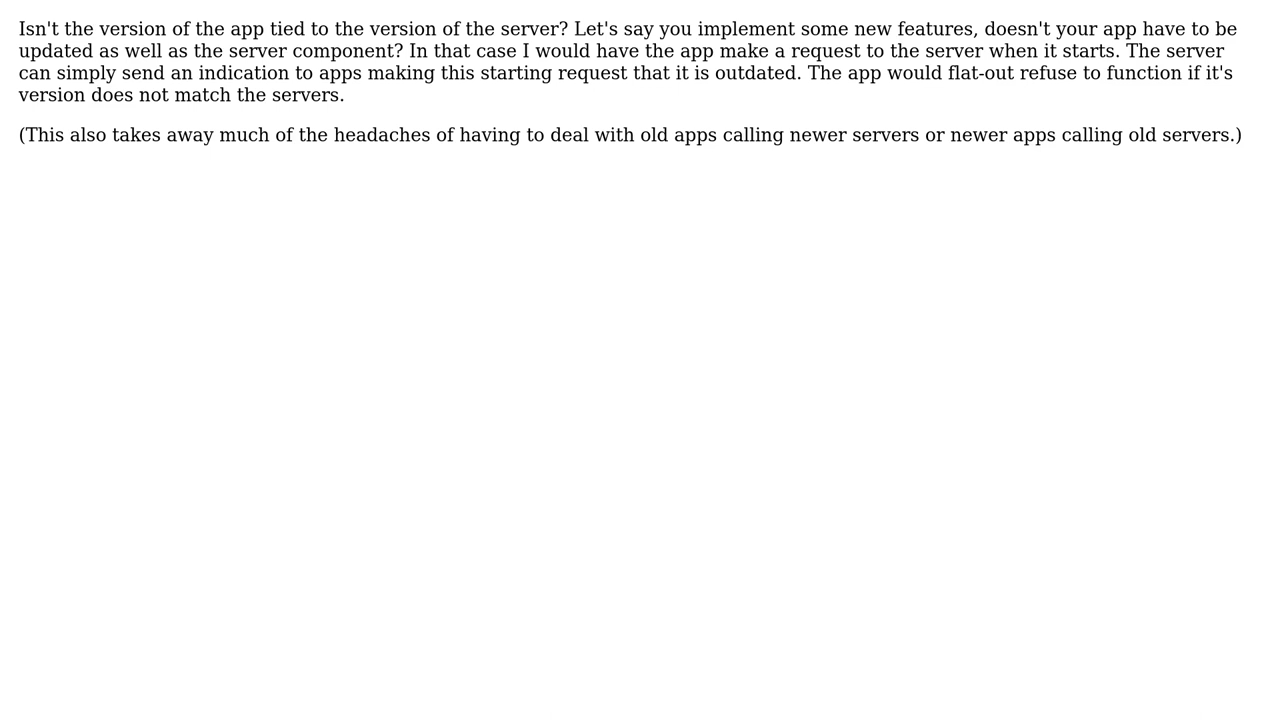 Isn't the version of the app tied to the version of the server? Let's say you implement some new features, doesn't your app have to be
updated as well as the server component? In that case I would have the app make a request to the server when it starts. The server
can simply send an indication to apps making this starting request that it is outdated. The app would flat-out refuse to function if it's
version does not match the servers.
(This also takes away much of the headaches of having to deal with old apps calling newer servers or newer apps calling old servers.)